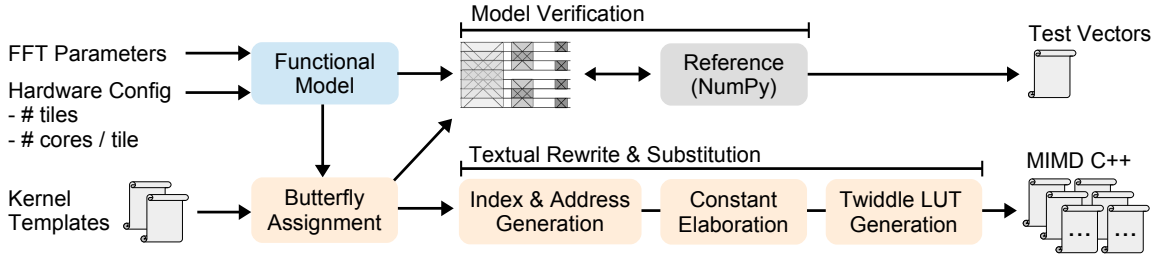 Model Verification
FFT Parameters
Hardware Config
- # tiles
- # cores / tile
Functional
Model
Reference
(NumPy)
Test Vectors
Textual Rewrite & Substitution
Kernel
Templates
Butterfly
Assignment
Index & Address
Generation
Constant
Elaboration
Twiddle LUT
Generation
MIMD C++
...
...